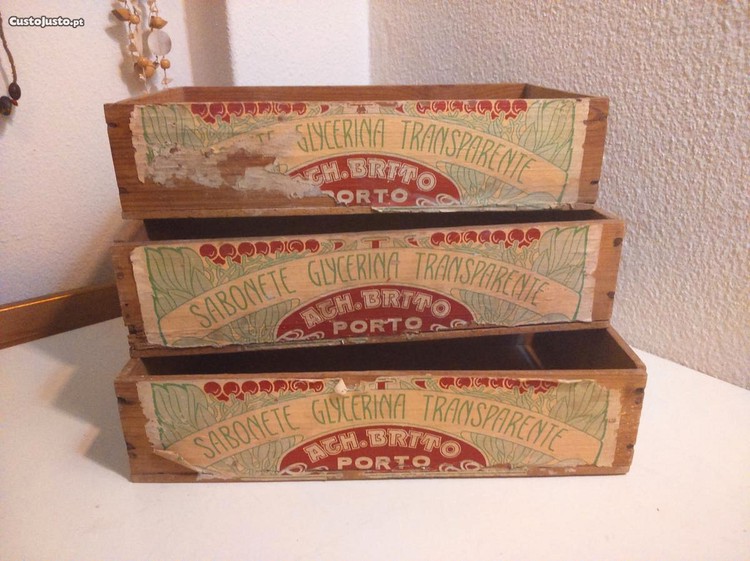 CustoJusto.pt
GLYCERINA TRANSPARENTE
ACH. BRITO
PORTO
SABONETE GLYCERINA TRANSPARENTE
ACH. BRITO
PORTO
SABONETE GLYCERINA TRANSPARENTE
ACH. BRITO
PORTO